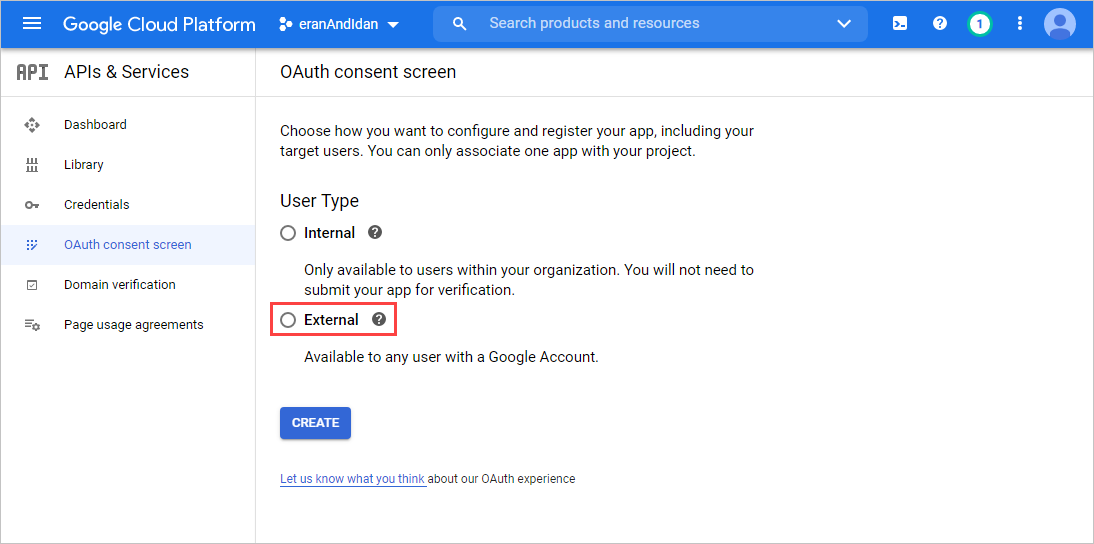 Google Cloud Platform
eranAndIdan
Search products and resources
1
API
APIs & Services
OAuth consent screen
Dashboard
Library
Credentials
OAuth consent screen
Domain verification
Page usage agreements
Choose how you want to configure and register your app, including your
target users. You can only associate one app with your project.
User Type
Internal
Only available to users within your organization. You will not need to
submit your app for verification.
External
Available to any user with a Google Account.
CREATE
Let us know what you think about our OAuth experience